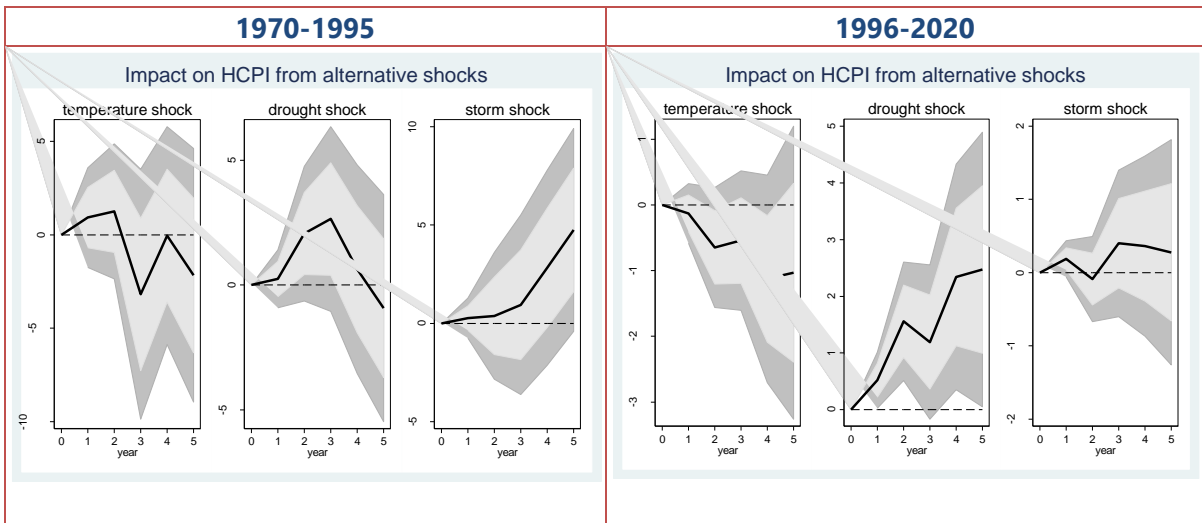 1970-1995
1996-2020
Impact on HCPI from alternative shocks
temperature shock
drought shock
storm shock
5
0
-5
-10
0 1 2 3 4 5
year
5
0
-5
0 1 2 3 4 5
year
10
5
0
-5
0 1 2 3 4 5
year
Impact on HCPI from alternative shocks
temperature shock
drought shock
storm shock
1
0
-1
-2
-3
0 1 2 3 4 5
year
5
4
3
2
1
0
0 1 2 3 4 5
year
2
1
0
-1
-2
0 1 2 3 4 5
year